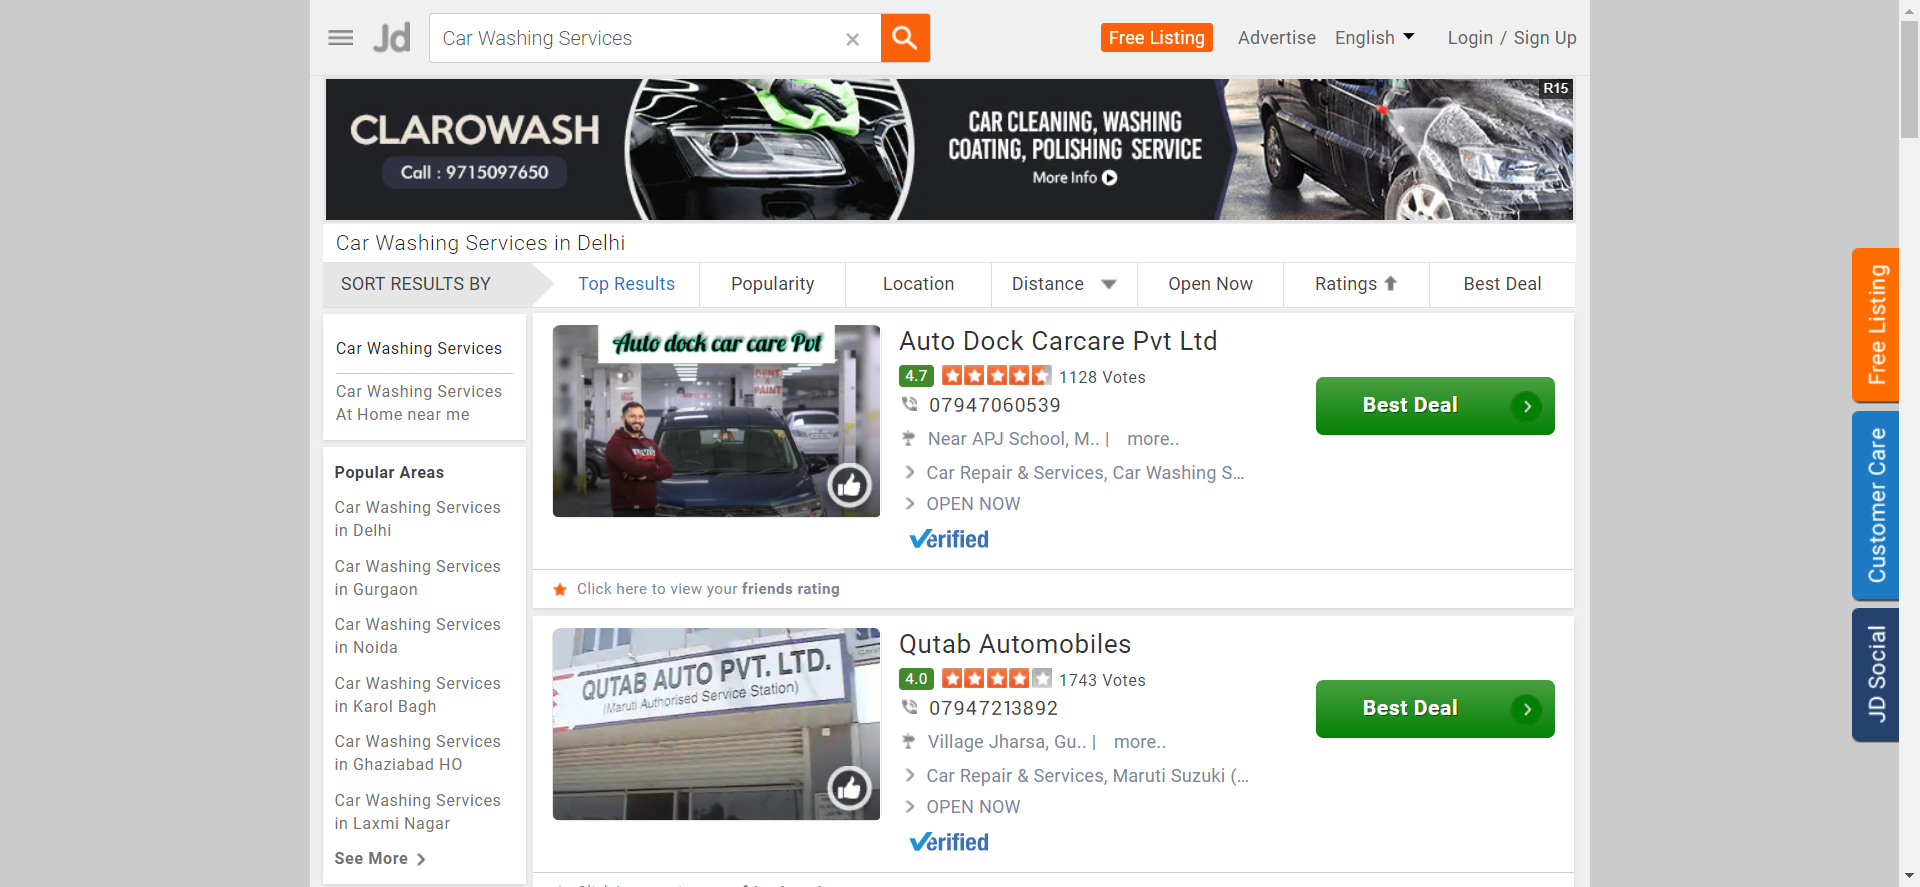 Jd
Car Washing Services
Free Listing
Advertise
English
Login / Sign Up
CLAROWASH
Call : 9715097650
CAR CLEANING, WASHING
COATING, POLISHING SERVICE
More Info
R15
Car Washing Services in Delhi
SORT RESULTS BY
Top Results
Popularity
Location
Distance
Open Now
Ratings
Best Deal
Car Washing Services
Car Washing Services
At Home near me
Popular Areas
Car Washing Services
in Delhi
Car Washing Services
in Gurgaon
Car Washing Services
in Noida
Car Washing Services
in Karol Bagh
Car Washing Services
in Ghaziabad HO
Car Washing Services
in Laxmi Nagar
See More
Auto dock car care Pvt
DENT
PAINT
Auto Dock Carcare Pvt Ltd
4.7
1128 Votes
07947060539
Near APJ School, M.. | more..
Car Repair & Services, Car Washing S...
OPEN NOW
Verified
Best Deal
Click here to view your friends rating
QUTAB AUTO PVT. LTD.
(Maruti Authorised Service Station)
Qutab Automobiles
4.0
1743 Votes
07947213892
Village Jharsa, Gu.. | more..
Car Repair & Services, Maruti Suzuki (...
OPEN NOW
Verified
Best Deal
Free Listing
Customer Care
JD Social